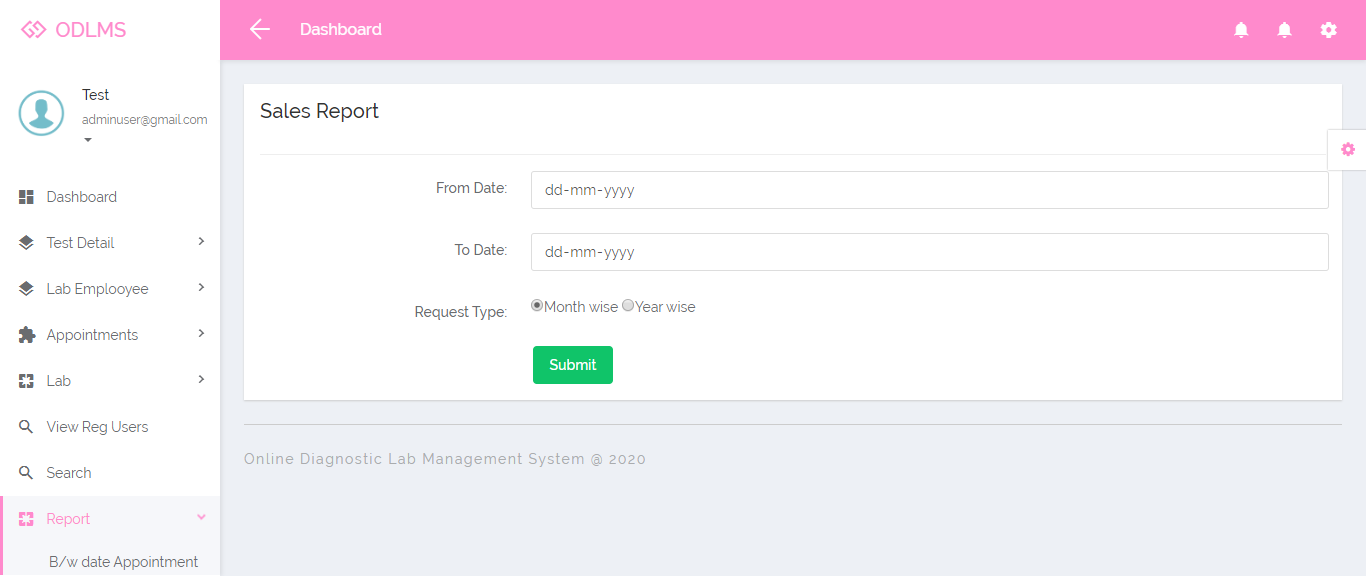 ODLMS
Dashboard
Test
adminuser@gmail.com
Dashboard
Test Detail
Lab Emplooyee
Appointments
Lab
View Reg Users
Search
Report
B/w date Appointment
Sales Report
From Date:
dd-mm-yyyy
To Date:
dd-mm-yyyy
Request Type:
Month wise Year wise
Submit
Online Diagnostic Lab Management System @ 2020